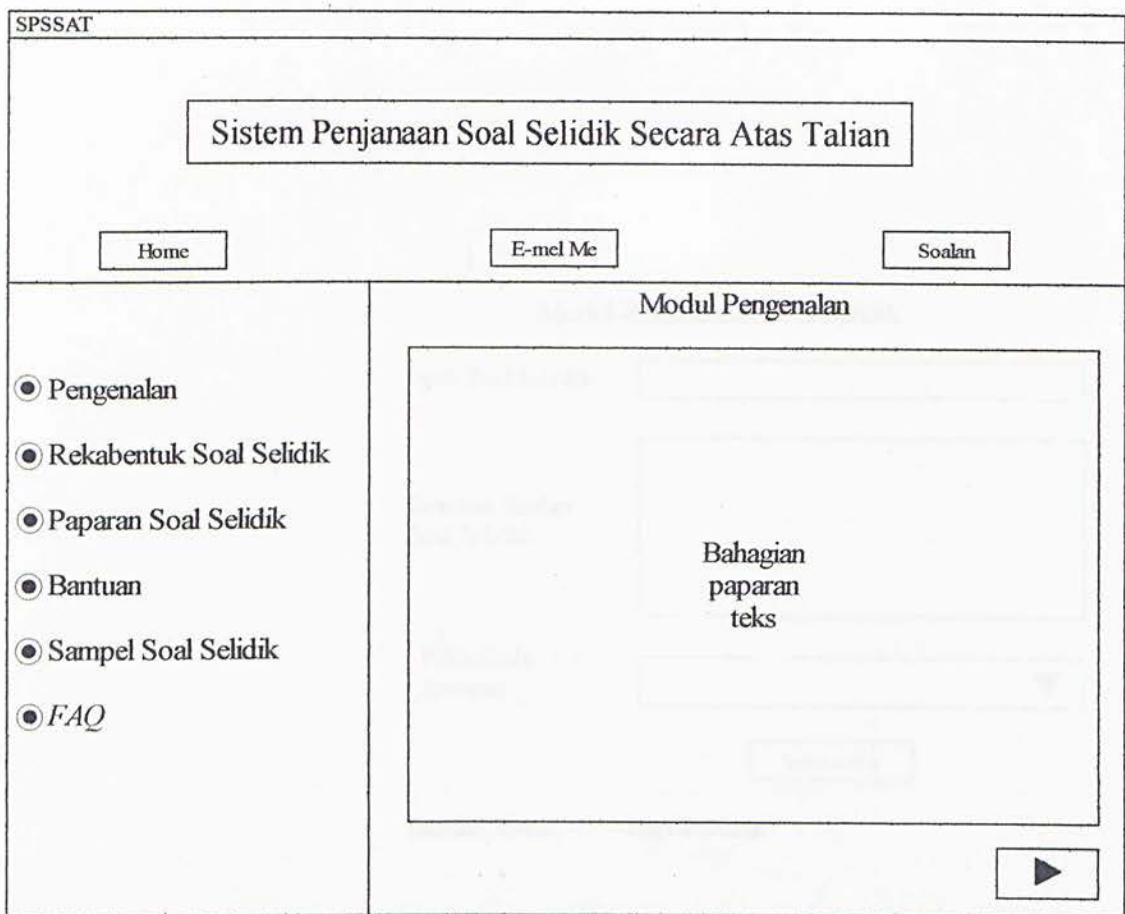 SPSSAT
Sistem Penjanaan Soal Selidik Secara Atas Talian
Home
E-mel Me
Soalan
Modul Pengenalan
Pengenalan
Rekabentuk Soal Selidik
Paparan Soal Selidik
Bantuan
Sampel Soal Selidik
FAQ
Bahagian
paparan
teks